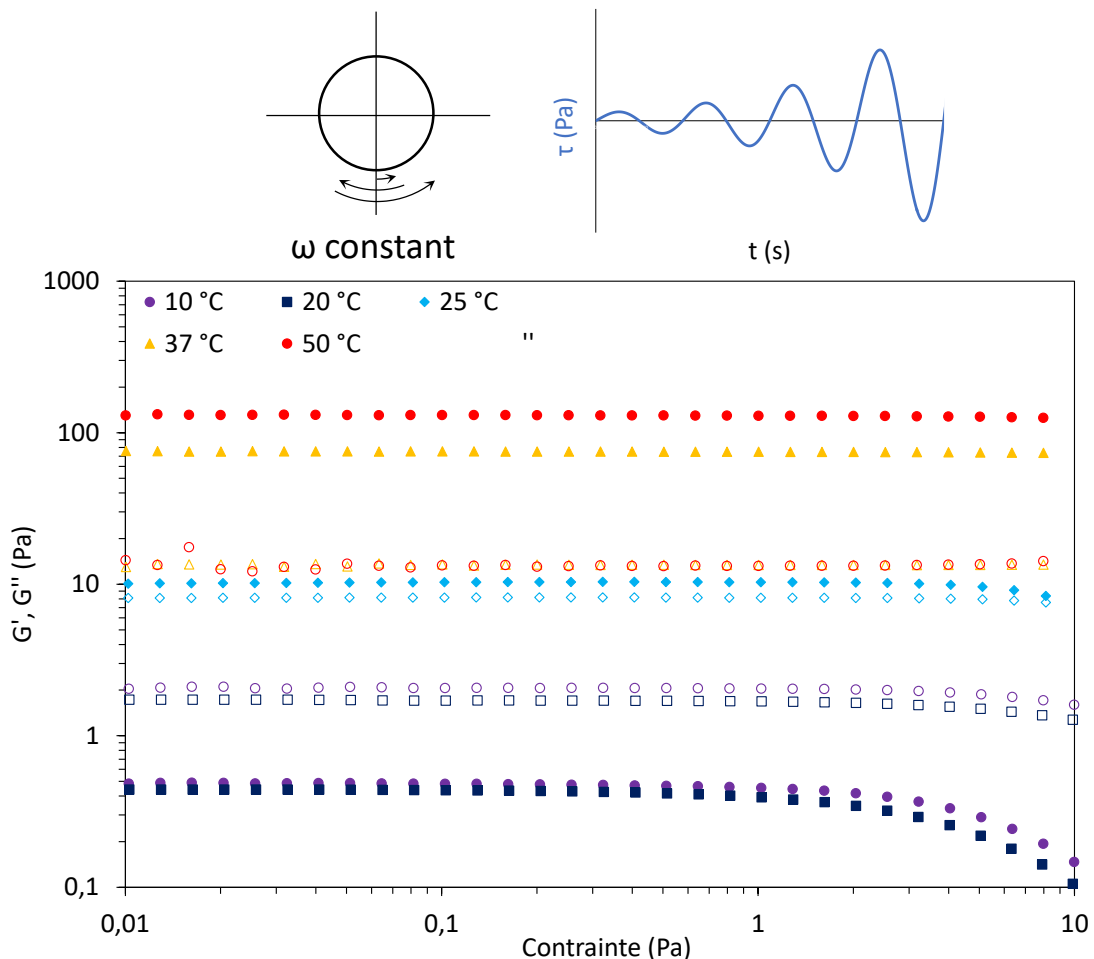 τ (Pa)
ω constant
t (s)
1000
100
10
1
0,1
G', G'' (Pa)
10 °C
20 °C
25 °C
37 °C
50 °C
''
0,01
0,1
1
10
Contrainte (Pa)